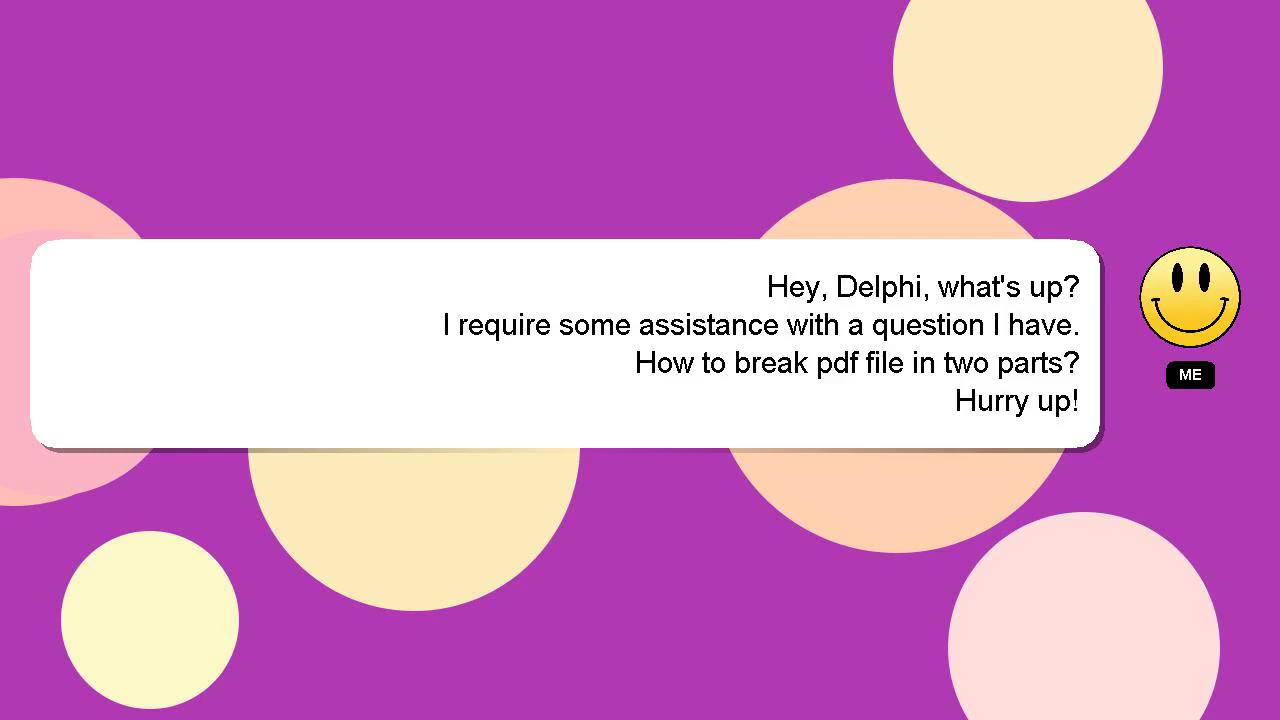 Hey, Delphi, what's up?
I require some assistance with a question I have.
How to break pdf file in two parts?
Hurry up!
ME